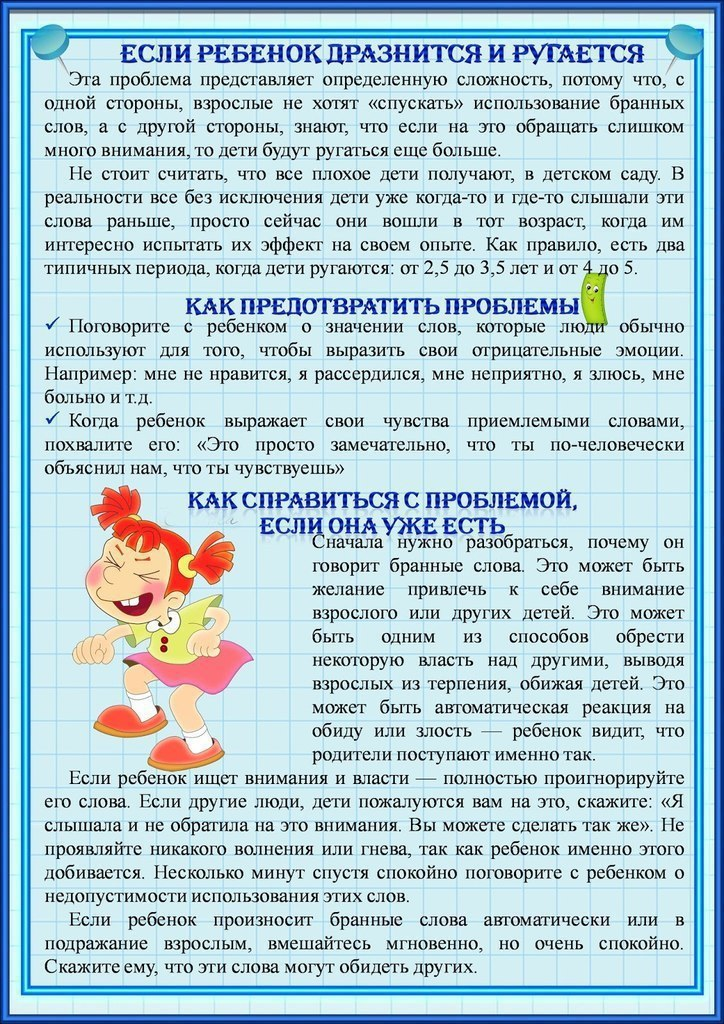 ЕСЛИ РЕБЕНОК ДРАЗНИТСЯ И РУГАЕТСЯ
Эта проблема представляет определенную сложность, потому что, с
одной стороны, взрослые не хотят «спускать» использование бранных
слов, а с другой стороны, знают, что если на это обращать слишком
много внимания, то дети будут ругаться еще больше.
Не стоит считать, что все плохое дети получают, в детском саду. В
реальности все без исключения дети уже когда-то и где-то слышали эти
слова раньше, просто сейчас они вошли в тот возраст, когда им
интересно испытать их эффект на своем опыте. Как правило, есть два
типичных периода, когда дети ругаются: от 2,5 до 3,5 лет и от 4 до 5.
КАК ПРЕДОТВРАТИТЬ ПРОБЛЕМЫ
✓ Поговорите с ребенком о значении слов, которые люди обычно
используют для того, чтобы выразить свои отрицательные эмоции.
Например: мне не нравится, я рассердился, мне неприятно, я злюсь, мне
больно и т.д.
✓ Когда ребенок выражает свои чувства приемлемыми словами,
похвалите его: «Это просто замечательно, что ты по-человечески
объяснил нам, что ты чувствуешь»
КАК СПРАВИТЬСЯ С ПРОБЛЕМОЙ,
ЕСЛИ ОНА УЖЕ ЕСТЬ
Сначала нужно разобраться, почему он
говорит бранные слова. Это может быть
желание привлечь к себе внимание
взрослого или других детей. Это может
быть одним из способов обрести
некоторую власть над другими, выводя
взрослых из терпения, обижая детей. Это
может быть автоматическая реакция на
обиду или злость — ребенок видит, что
родители поступают именно так.
Если ребенок ищет внимания и власти — полностью проигнорируйте
его слова. Если другие люди, дети пожалуются вам на это, скажите: «Я
слышала и не обратила на это внимания. Вы можете сделать так же». Не
проявляйте никакого волнения или гнева, так как ребенок именно этого
добивается. Несколько минут спустя спокойно поговорите с ребенком о
недопустимости использования этих слов.
Если ребенок произносит бранные слова автоматически или в
подражание взрослым, вмешайтесь мгновенно, но очень спокойно.
Скажите ему, что эти слова могут обидеть других.